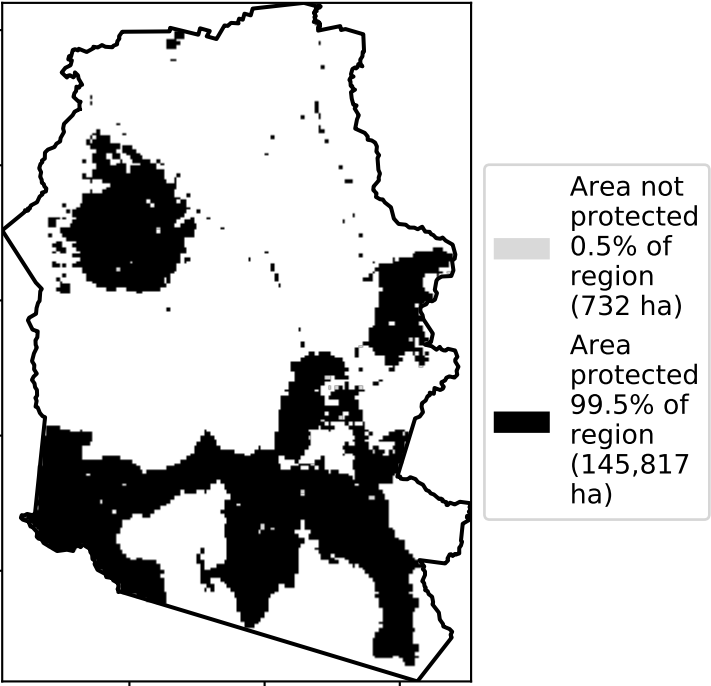 Area not
protected
0.5% of
region
(732 ha)
Area
protected
99.5% of
region
(145,817
ha)